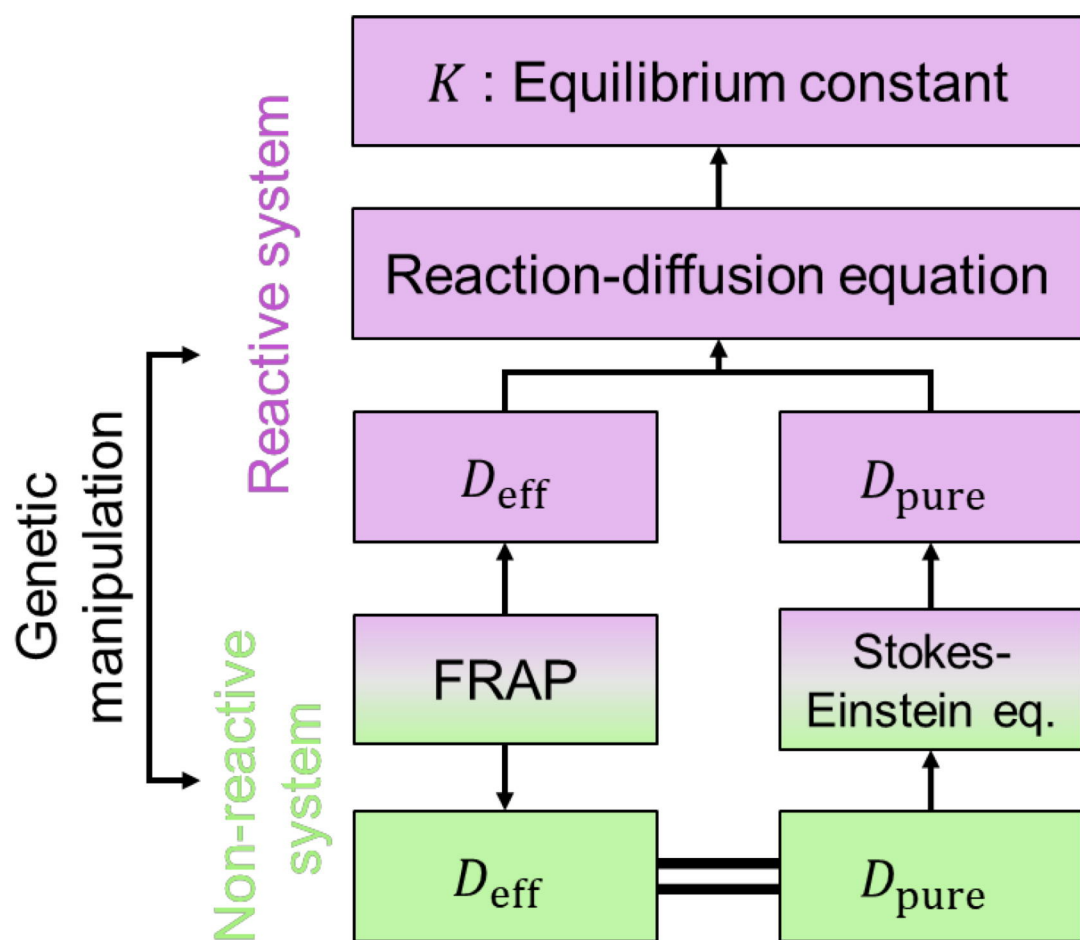 K : Equilibrium constant
Reaction-diffusion equation
Reactive system
Genetic
manipulation
D_eff
D_pure
FRAP
Stokes-
Einstein eq.
Non-reactive
system
D_eff
D_pure